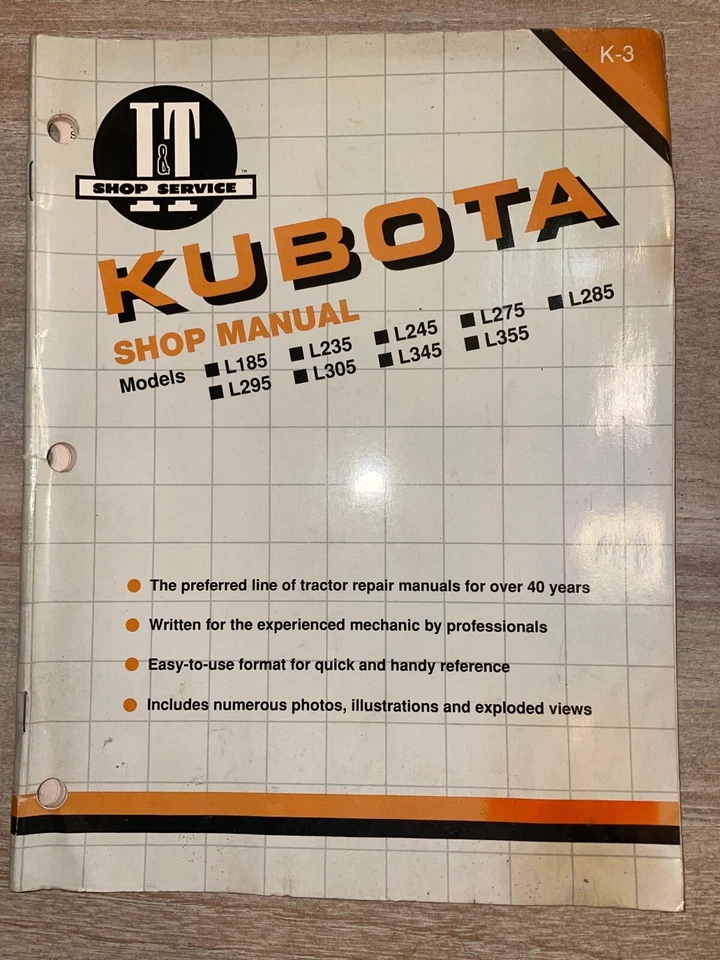 K-3
I&T
SHOP SERVICE™
KUBOTA
SHOP MANUAL
Models ■ L185 ■ L235 ■ L245 ■ L275 ■ L285
■ L295 ■ L305 ■ L345 ■ L355
● The preferred line of tractor repair manuals for over 40 years
● Written for the experienced mechanic by professionals
● Easy-to-use format for quick and handy reference
● Includes numerous photos, illustrations and exploded views